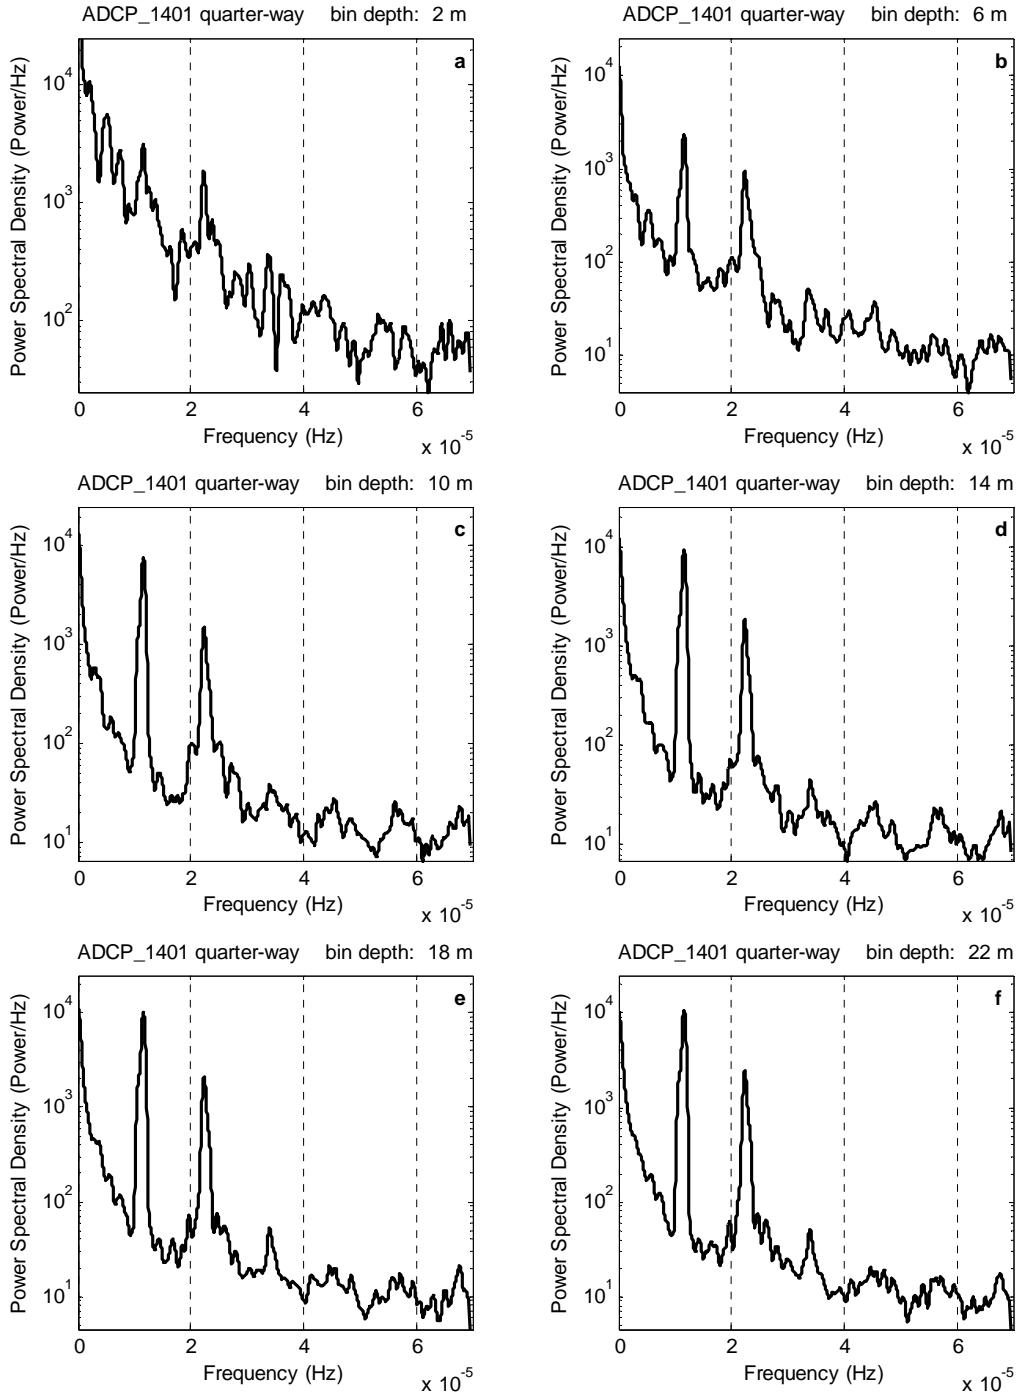 ADCP_1401 quarter-way bin depth: 2 m
a
Power Spectral Density (Power/Hz)
10^4
10^3
10^2
0 2 4 6
Frequency (Hz)
x 10^-5
ADCP_1401 quarter-way bin depth: 6 m
b
Power Spectral Density (Power/Hz)
10^4
10^3
10^2
10^1
0 2 4 6
Frequency (Hz)
x 10^-5
ADCP_1401 quarter-way bin depth: 10 m
c
Power Spectral Density (Power/Hz)
10^4
10^3
10^2
10^1
0 2 4 6
Frequency (Hz)
x 10^-5
ADCP_1401 quarter-way bin depth: 14 m
d
Power Spectral Density (Power/Hz)
10^4
10^3
10^2
10^1
0 2 4 6
Frequency (Hz)
x 10^-5
ADCP_1401 quarter-way bin depth: 18 m
e
Power Spectral Density (Power/Hz)
10^4
10^3
10^2
10^1
0 2 4 6
Frequency (Hz)
x 10^-5
ADCP_1401 quarter-way bin depth: 22 m
f
Power Spectral Density (Power/Hz)
10^4
10^3
10^2
10^1
0 2 4 6
Frequency (Hz)
x 10^-5